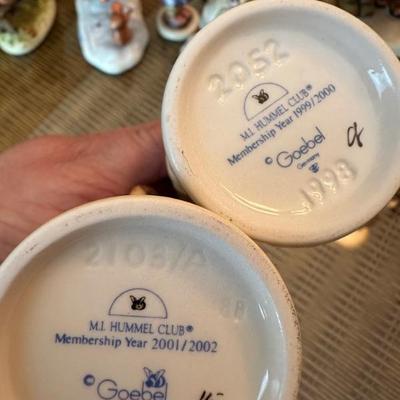 2052
M.I. HUMMEL CLUB®
Membership Year 1999/2000
© Goebel
Germany
1998
2103/A
M.I. HUMMEL CLUB®
Membership Year 2001/2002
© Goebel